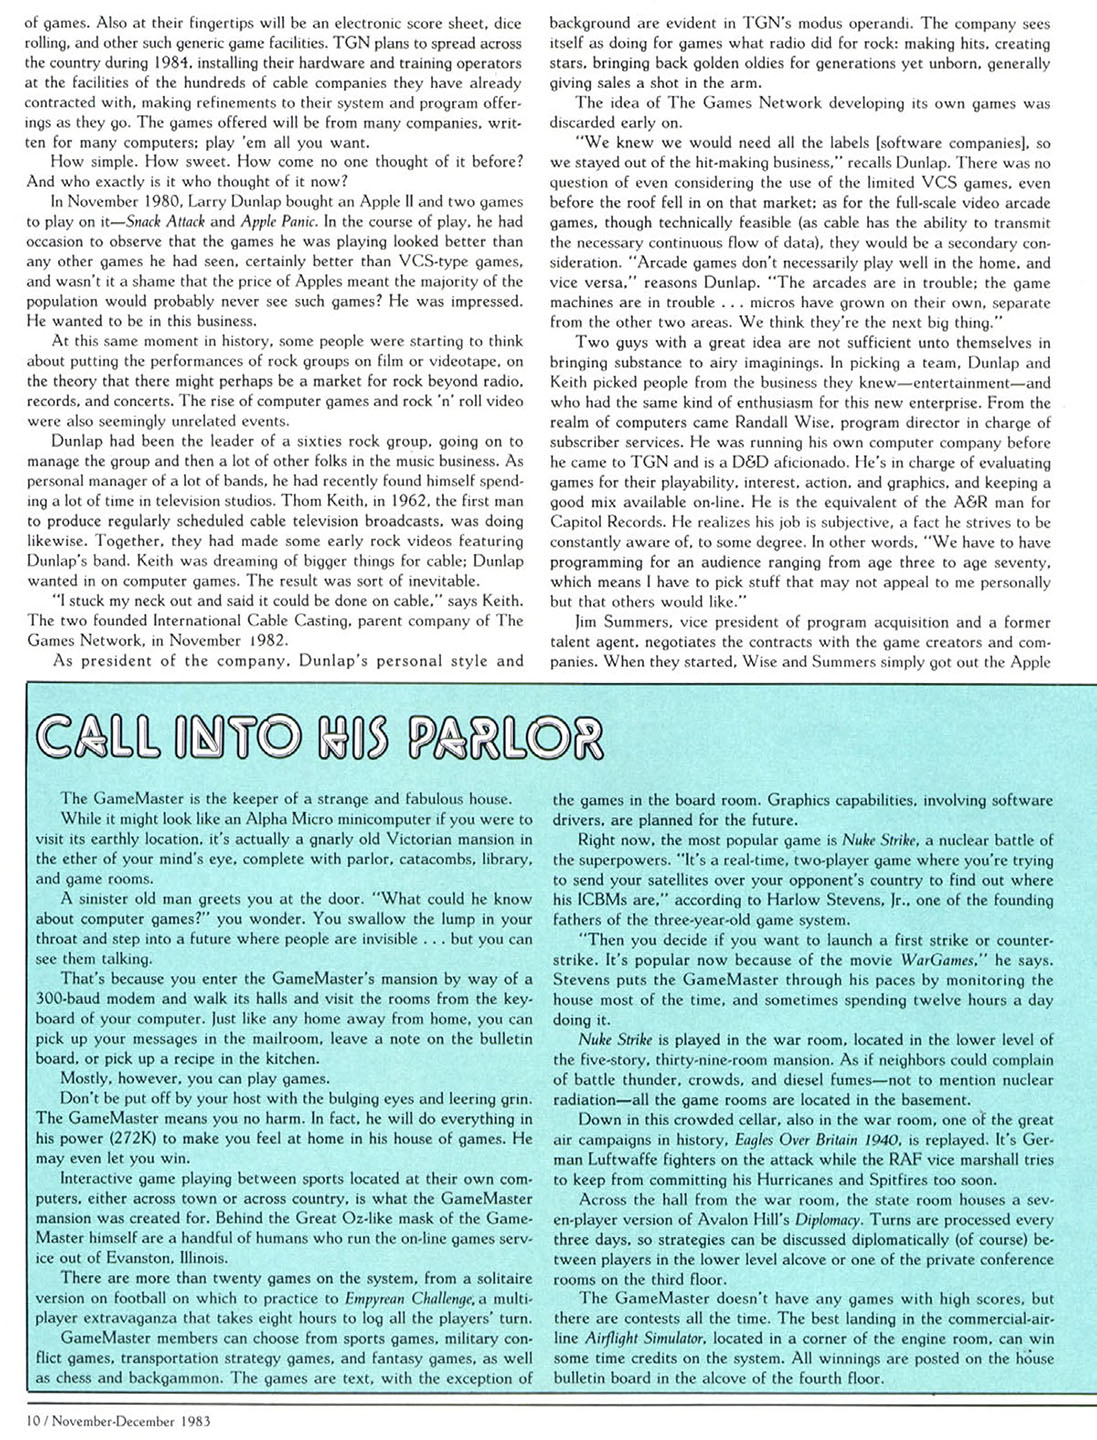 of games. Also at their fingertips will be an electronic score sheet, dice
rolling, and other such generic game facilities. TGN plans to spread across
the country during 1984, installing their hardware and training operators
at the facilities of the hundreds of cable companies they have already
contracted with, making refinements to their system and program offer-
ings as they go. The games offered will be from many companies, writ-
ten for many computers; play 'em all you want.
How simple. How sweet. How come no one thought of it before?
And who exactly is it who thought of it now?
In November 1980, Larry Dunlap bought an Apple II and two games
to play on it—Snack Attack and Apple Panic. In the course of play, he had
occasion to observe that the games he was playing looked better than
any other games he had seen, certainly better than VCS-type games,
and wasn't it a shame that the price of Apples meant the majority of the
population would probably never see such games? He was impressed.
He wanted to be in this business.
At this same moment in history, some people were starting to think
about putting the performances of rock groups on film or videotape, on
the theory that there might perhaps be a market for rock beyond radio,
records, and concerts. The rise of computer games and rock 'n' roll video
were also seemingly unrelated events.
Dunlap had been the leader of a sixties rock group, going on to
manage the group and then a lot of other folks in the music business. As
personal manager of a lot of bands, he had recently found himself spend-
ing a lot of time in television studios. Thom Keith, in 1962, the first man
to produce regularly scheduled cable television broadcasts, was doing
likewise. Together, they had made some early rock videos featuring
Dunlap's band. Keith was dreaming of bigger things for cable; Dunlap
wanted in on computer games. The result was sort of inevitable.
"I stuck my neck out and said it could be done on cable," says Keith.
The two founded International Cable Casting, parent company of The
Games Network, in November 1982.
As president of the company, Dunlap's personal style and
background are evident in TGN's modus operandi. The company sees
itself as doing for games what radio did for rock: making hits, creating
stars, bringing back golden oldies for generations yet unborn, generally
giving sales a shot in the arm.
The idea of The Games Network developing its own games was
discarded early on.
"We knew we would need all the labels [software companies], so
we stayed out of the hit-making business," recalls Dunlap. There was no
question of even considering the use of the limited VCS games, even
before the roof fell in on that market; as for the full-scale video arcade
games, though technically feasible (as cable has the ability to transmit
the necessary continuous flow of data), they would be a secondary con-
sideration. "Arcade games don't necessarily play well in the home, and
vice versa," reasons Dunlap. "The arcades are in trouble; the game
machines are in trouble . . . micros have grown on their own, separate
from the other two areas. We think they're the next big thing."
Two guys with a great idea are not sufficient unto themselves in
bringing substance to airy imaginings. In picking a team, Dunlap and
Keith picked people from the business they knew—entertainment—and
who had the same kind of enthusiasm for this new enterprise. From the
realm of computers came Randall Wise, program director in charge of
subscriber services. He was running his own computer company before
he came to TGN and is a D&D aficionado. He's in charge of evaluating
games for their playability, interest, action, and graphics, and keeping a
good mix available on-line. He is the equivalent of the A&R man for
Capitol Records. He realizes his job is subjective, a fact he strives to be
constantly aware of, to some degree. In other words, "We have to have
programming for an audience ranging from age three to age seventy,
which means I have to pick stuff that may not appeal to me personally
but that others would like."
Jim Summers, vice president of program acquisition and a former
talent agent, negotiates the contracts with the game creators and com-
panies. When they started, Wise and Summers simply got out the Apple
CALL INTO HIS PARLOR
The GameMaster is the keeper of a strange and fabulous house.
While it might look like an Alpha Micro minicomputer if you were to
visit its earthly location, it's actually a gnarly old Victorian mansion in
the ether of your mind's eye, complete with parlor, catacombs, library,
and game rooms.
A sinister old man greets you at the door. "What could he know
about computer games?" you wonder. You swallow the lump in your
throat and step into a future where people are invisible . . . but you can
see them talking.
That's because you enter the GameMaster's mansion by way of a
300-baud modem and walk its halls and visit the rooms from the key-
board of your computer. Just like any home away from home, you can
pick up your messages in the mailroom, leave a note on the bulletin
board, or pick up a recipe in the kitchen.
Mostly, however, you can play games.
Don't be put off by your host with the bulging eyes and leering grin.
The GameMaster means you no harm. In fact, he will do everything in
his power (272K) to make you feel at home in his house of games. He
may even let you win.
Interactive game playing between sports located at their own com-
puters, either across town or across country, is what the GameMaster
mansion was created for. Behind the Great Oz-like mask of the Game-
Master himself are a handful of humans who run the on-line games serv-
ice out of Evanston, Illinois.
There are more than twenty games on the system, from a solitaire
version on football on which to practice to Empyrean Challenge, a multi-
player extravaganza that takes eight hours to log all the players' turn.
GameMaster members can choose from sports games, military con-
flict games, transportation strategy games, and fantasy games, as well
as chess and backgammon. The games are text, with the exception of
the games in the board room. Graphics capabilities, involving software
drivers, are planned for the future.
Right now, the most popular game is Nuke Strike, a nuclear battle of
the superpowers. "It's a real-time, two-player game where you're trying
to send your satellites over your opponent's country to find out where
his ICBMs are," according to Harlow Stevens, Jr., one of the founding
fathers of the three-year-old game system.
"Then you decide if you want to launch a first strike or counter-
strike. It's popular now because of the movie WarGames," he says.
Stevens puts the GameMaster through his paces by monitoring the
house most of the time, and sometimes spending twelve hours a day
doing it.
Nuke Strike is played in the war room, located in the lower level of
the five-story, thirty-nine-room mansion. As if neighbors could complain
of battle thunder, crowds, and diesel fumes—not to mention nuclear
radiation—all the game rooms are located in the basement.
Down in this crowded cellar, also in the war room, one of the great
air campaigns in history, Eagles Over Britain 1940, is replayed. It's Ger-
man Luftwaffe fighters on the attack while the RAF vice marshall tries
to keep from committing his Hurricanes and Spitfires too soon.
Across the hall from the war room, the state room houses a sev-
en-player version of Avalon Hill's Diplomacy. Turns are processed every
three days, so strategies can be discussed diplomatically (of course) be-
tween players in the lower level alcove or one of the private conference
rooms on the third floor.
The GameMaster doesn't have any games with high scores, but
there are contests all the time. The best landing in the commercial-air-
line Airflight Simulator, located in a corner of the engine room, can win
some time credits on the system. All winnings are posted on the house
bulletin board in the alcove of the fourth floor.
10 / November-December 1983